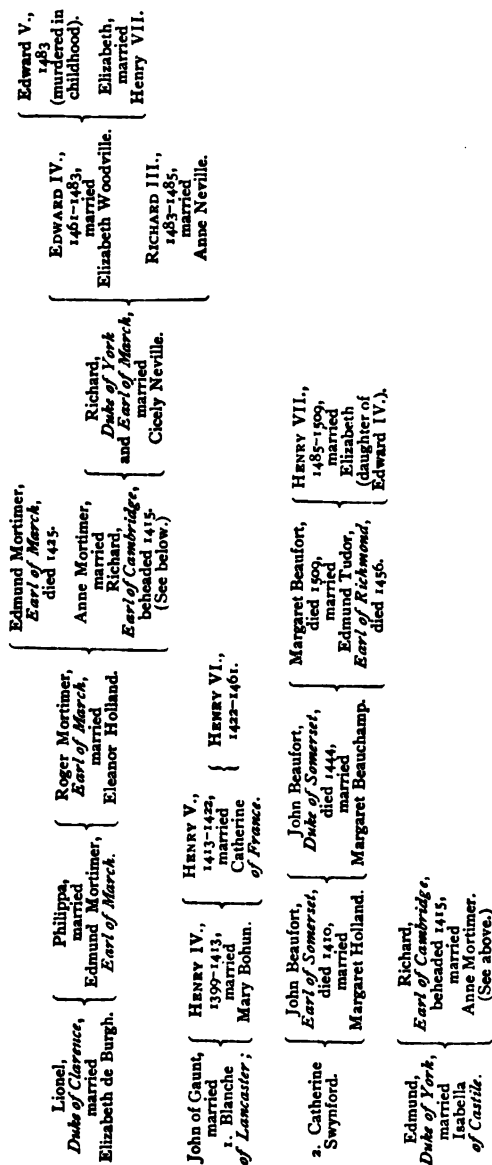 Lionel,
Duke of Clarence,
married
Elizabeth de Burgh.
Philippa,
married
Edmund Mortimer,
Earl of March.
Roger Mortimer,
Earl of March,
married
Eleanor Holland.
Edmund Mortimer,
Earl of March,
died 1425.
Anne Mortimer,
married
Richard,
Earl of Cambridge,
beheaded 1415.
(See below.)
Richard,
Duke of York
and Earl of March,
married
Cicely Neville.
EDWARD IV.,
1461-1483,
married
Elizabeth Woodville.
RICHARD III.,
1483-1485,
married
Anne Neville.
Edward V.,
1483
(murdered in
childhood).
Elizabeth,
married
Henry VII.
John of Gaunt,
married
1. Blanche
of Lancaster;
HENRY IV.,
1399-1413,
married
Mary Bohun.
HENRY V.,
1413-1422,
married
Catherine
of France.
HENRY VI.,
1422-1461.
2. Catherine
Swynford.
John Beaufort,
Earl of Somerset,
died 1410,
married
Margaret Holland.
John Beaufort,
Duke of Somerset,
died 1444,
married
Margaret Beauchamp.
Margaret Beaufort,
died 1509,
married
Edmund Tudor,
Earl of Richmond,
died 1456.
HENRY VII.,
1485-1509,
married
Elizabeth
(daughter of
Edward IV.).
Edmund,
Duke of York,
married
Isabella
of Castile.
Richard,
Earl of Cambridge,
beheaded 1415,
married
Anne Mortimer.
(See above.)